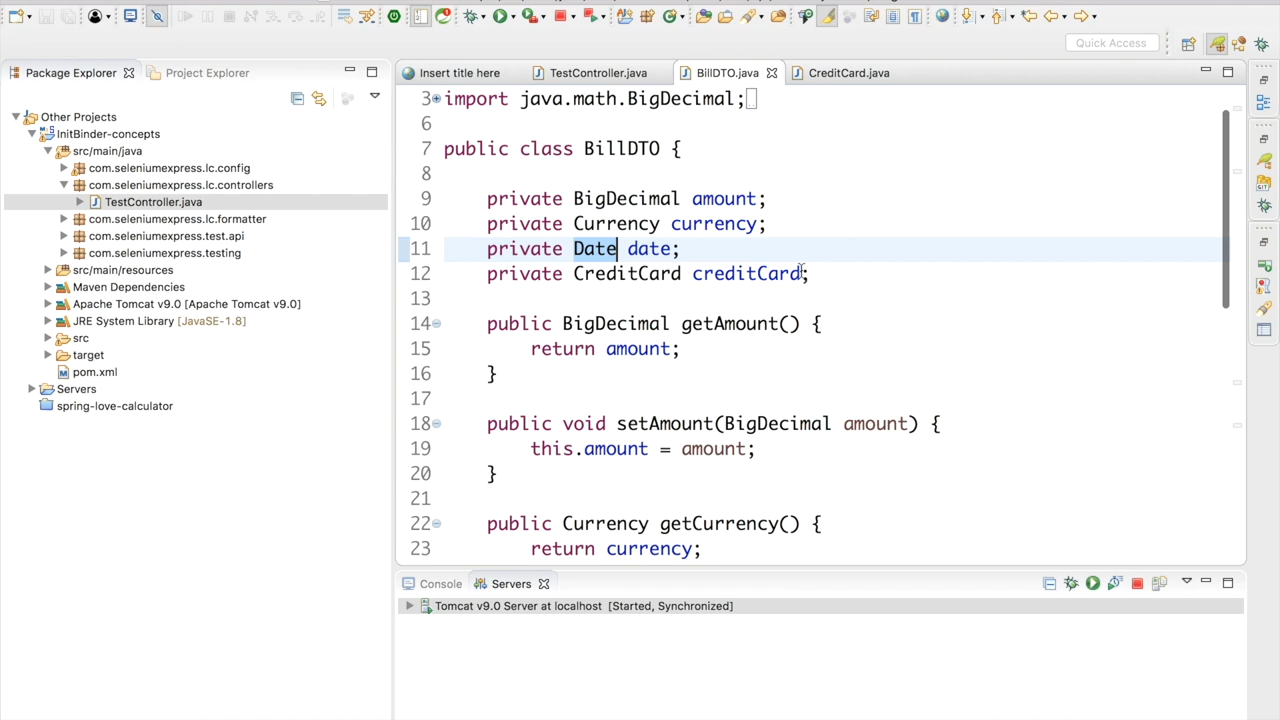 Quick Access
Package Explorer
Project Explorer
Insert title here
TestController.java
BillDTO.java
CreditCard.java
Other Projects
InitBinder-concepts
src/main/java
com.seleniumexpress.lc.config
com.seleniumexpress.lc.controllers
TestController.java
com.seleniumexpress.lc.formatter
com.seleniumexpress.test.api
com.seleniumexpress.testing
src/main/resources
Maven Dependencies
Apache Tomcat v9.0 [Apache Tomcat v9.0]
JRE System Library [JavaSE-1.8]
src
target
pom.xml
Servers
spring-love-calculator
3 import java.math.BigDecimal;
6
7 public class BillDTO {
8
9 private BigDecimal amount;
10 private Currency currency;
11 private Date date;
12 private CreditCard creditCard;
13
14 public BigDecimal getAmount() {
15 return amount;
16 }
17
18 public void setAmount(BigDecimal amount) {
19 this.amount = amount;
20 }
21
22 public Currency getCurrency() {
23 return currency;
Console
Servers
Tomcat v9.0 Server at localhost [Started, Synchronized]